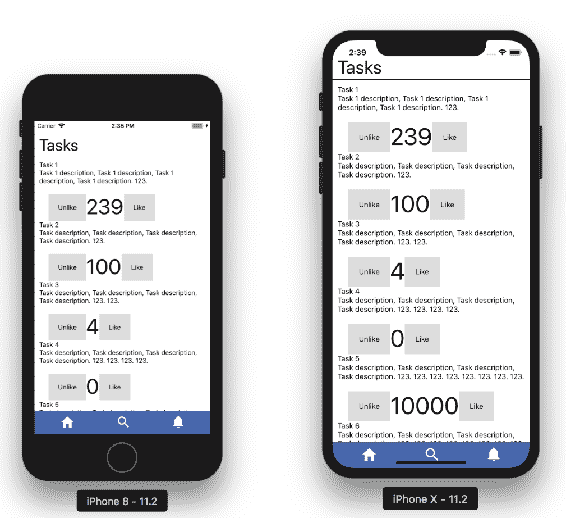 Carrier PM
Tasks
Task 1
Task 1 description, Task 1 description, Task 1
description, Task 1 description. 123.
Unlike 239 Like
Task 2
Task description, Task description, Task description,
Task description. 123.
Unlike 100 Like
Task 3
Task description, Task description, Task description,
Task description. 123. 123.
Unlike 4 Like
Task 4
Task description, Task description, Task description,
Task description. 123. 123. 123. 123.
Unlike 0 Like
Task 5
iPhone 8 - 11.2
2:39
Tasks
Task 1
Task 1 description, Task 1 description, Task 1
description, Task 1 description. 123.
Unlike 239 Like
Task 2
Task description, Task description, Task description,
Task description. 123.
Unlike 100 Like
Task 3
Task description, Task description, Task description,
Task description. 123. 123.
Unlike 4 Like
Task 4
Task description, Task description, Task description,
Task description. 123. 123. 123. 123.
Unlike 0 Like
Task 5
Task description, Task description, Task description,
Task description. 123. 123. 123. 123. 123. 123. 123.
Unlike 10000 Like
Task 6
Task description, Task description, Task description,
iPhone X - 11.2